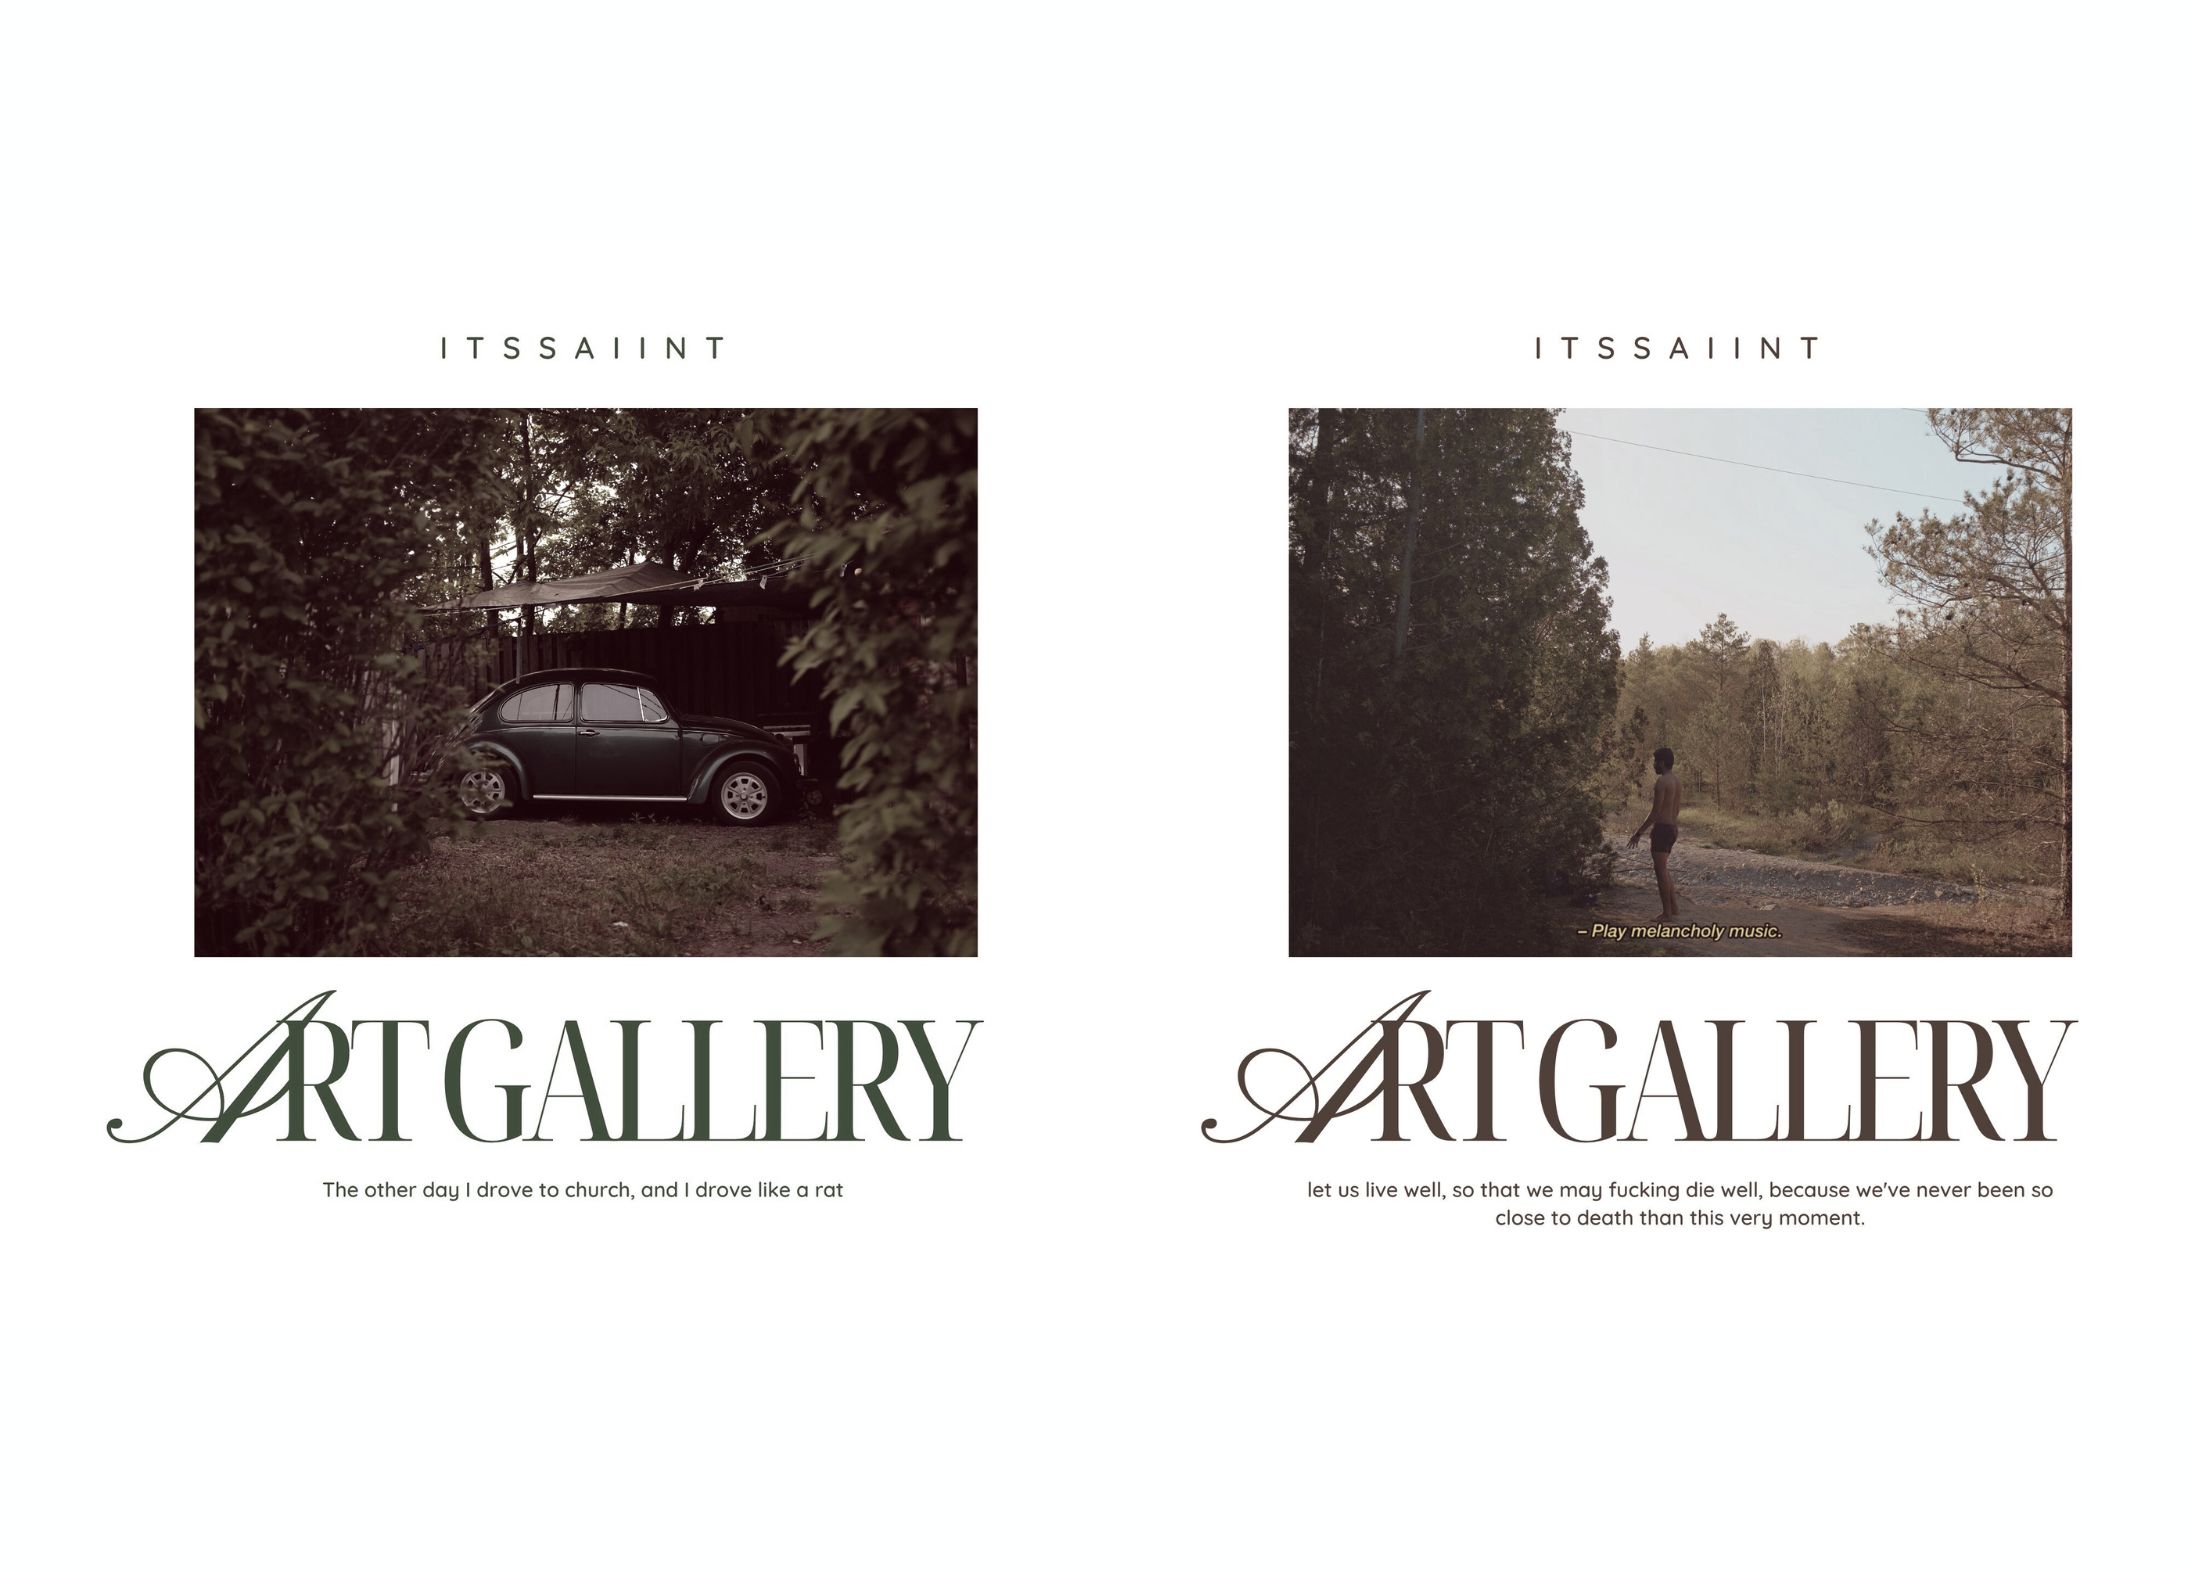 ITSSAIINT
ART GALLERY
The other day I drove to church, and I drove like a rat
ITSSAIINT
– Play melancholy music.
ART GALLERY
let us live well, so that we may fucking die well, because we've never been so
close to death than this very moment.